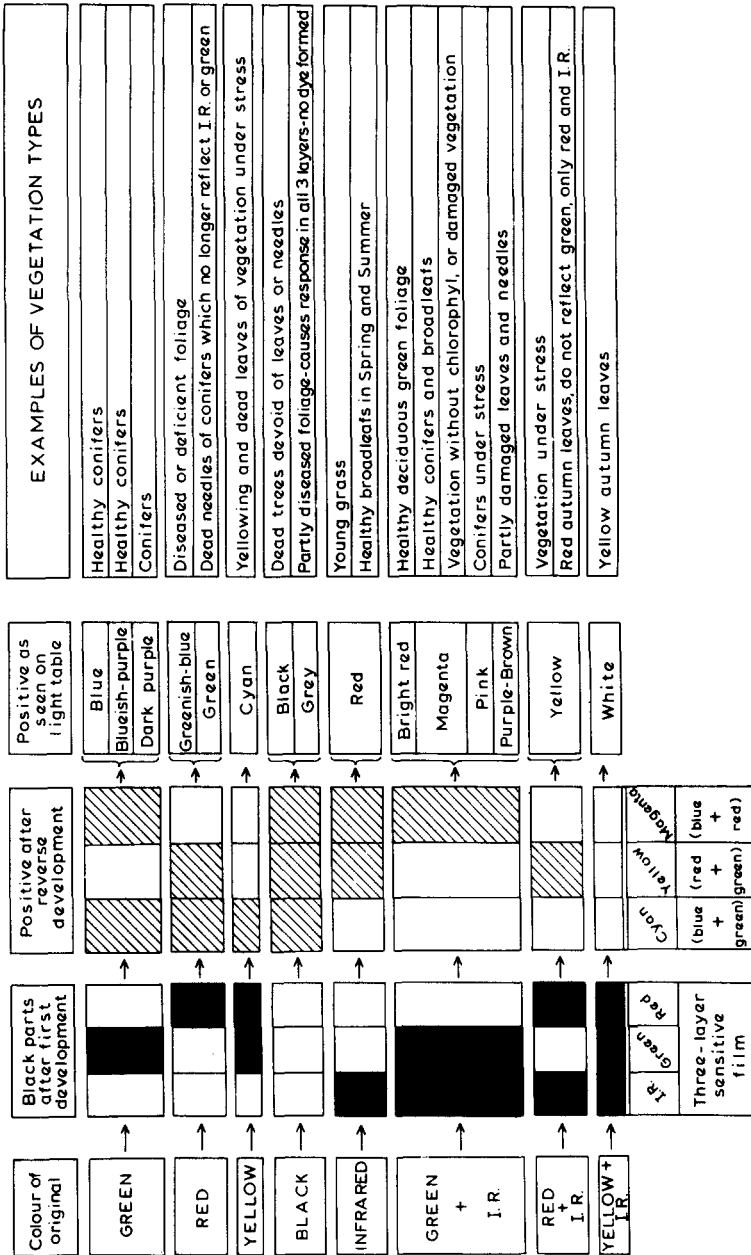 Colour of
original
Black parts
after first
development
Positive after
reverse
development
Positive as
seen on
light table
EXAMPLES OF VEGETATION TYPES
GREEN
Blue
Blueish-purple
Dark purple
Healthy conifers
Healthy conifers
Conifers
RED
Greenish-blue
Green
Diseased or deficient foliage
Dead needles of conifers which no longer reflect I.R. or green
YELLOW
Cyan
Yellowing and dead leaves of vegetation under stress
BLACK
Black
Grey
Dead trees devoid of leaves or needles
Partly diseased foliage-causes response in all 3 layers-no dye formed
INFRARED
Red
Young grass
Healthy broadleafs in Spring and Summer
GREEN
+
I.R.
Bright red
Magenta
Pink
Purple-Brown
Healthy deciduous green foliage
Healthy conifers and broadleafs
Vegetation without chlorophyl, or damaged vegetation
Conifers under stress
Partly damaged leaves and needles
RED
+
I.R.
Yellow
Vegetation under stress
Red autumn leaves, do not reflect green, only red and I.R.
YELLOW+
I.R.
White
Yellow autumn leaves
I.R.
Green
Red
Three-layer
sensitive
film
Cyan
Yellow
Magenta
(blue
+
green)
(red
+
green)
(blue
+
red)